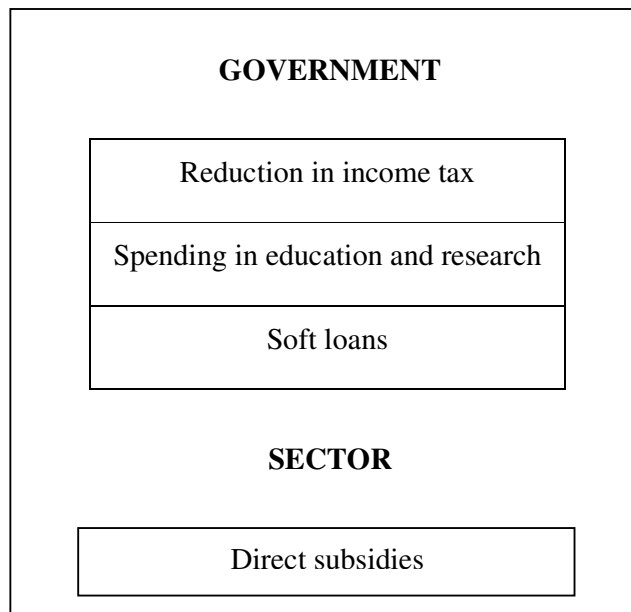 GOVERNMENT
Reduction in income tax
Spending in education and research
Soft loans
SECTOR
Direct subsidies